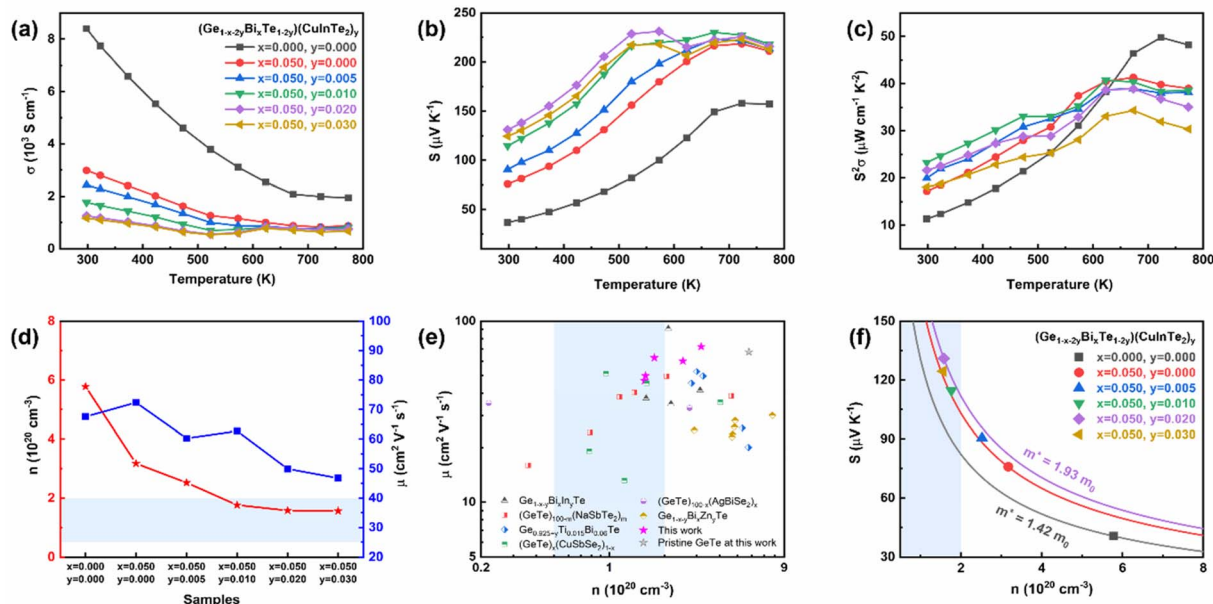 (a)
(Ge1-x-2yBixTe1-2y)(CuInTe2)y
x=0.000, y=0.000
x=0.050, y=0.000
x=0.050, y=0.005
x=0.050, y=0.010
x=0.050, y=0.020
x=0.050, y=0.030
σ (10³ S cm⁻¹)
8
6
4
2
0
300 400 500 600 700 800
Temperature (K)
(b)
S (μV K⁻¹)
250
200
150
100
50
300 400 500 600 700 800
Temperature (K)
(c)
S²σ (μW cm⁻¹ K⁻²)
50
40
30
20
10
300 400 500 600 700 800
Temperature (K)
(d)
n (10²⁰ cm⁻³)
8
6
4
2
0
μ (cm² V⁻¹ s⁻¹)
100
90
80
70
60
50
40
30
20
x=0.000 x=0.050 x=0.050 x=0.050 x=0.050 x=0.050
y=0.000 y=0.000 y=0.005 y=0.010 y=0.020 y=0.030
Samples
(e)
μ (cm² V⁻¹ s⁻¹)
100
10
5
Ge1-x-yBixInyTe
(GeTe)100-m(NaSbTe2)m
Ge0.925-yTi0.015Bi0.06Te
(GeTe)x(CuSbSe2)1-x
(GeTe)100-x(AgBiSe2)x
Ge1-x-yBixZnyTe
This work
Pristine GeTe at this work
0.2 1 9
n (10²⁰ cm⁻³)
(f)
(Ge1-x-2yBixTe1-2y)(CuInTe2)y
x=0.000, y=0.000
x=0.050, y=0.000
x=0.050, y=0.005
x=0.050, y=0.010
x=0.050, y=0.020
x=0.050, y=0.030
S (μV K⁻¹)
150
120
90
60
30
m* = 1.93 m0
m* = 1.42 m0
2 4 6 8
n (10²⁰ cm⁻³)